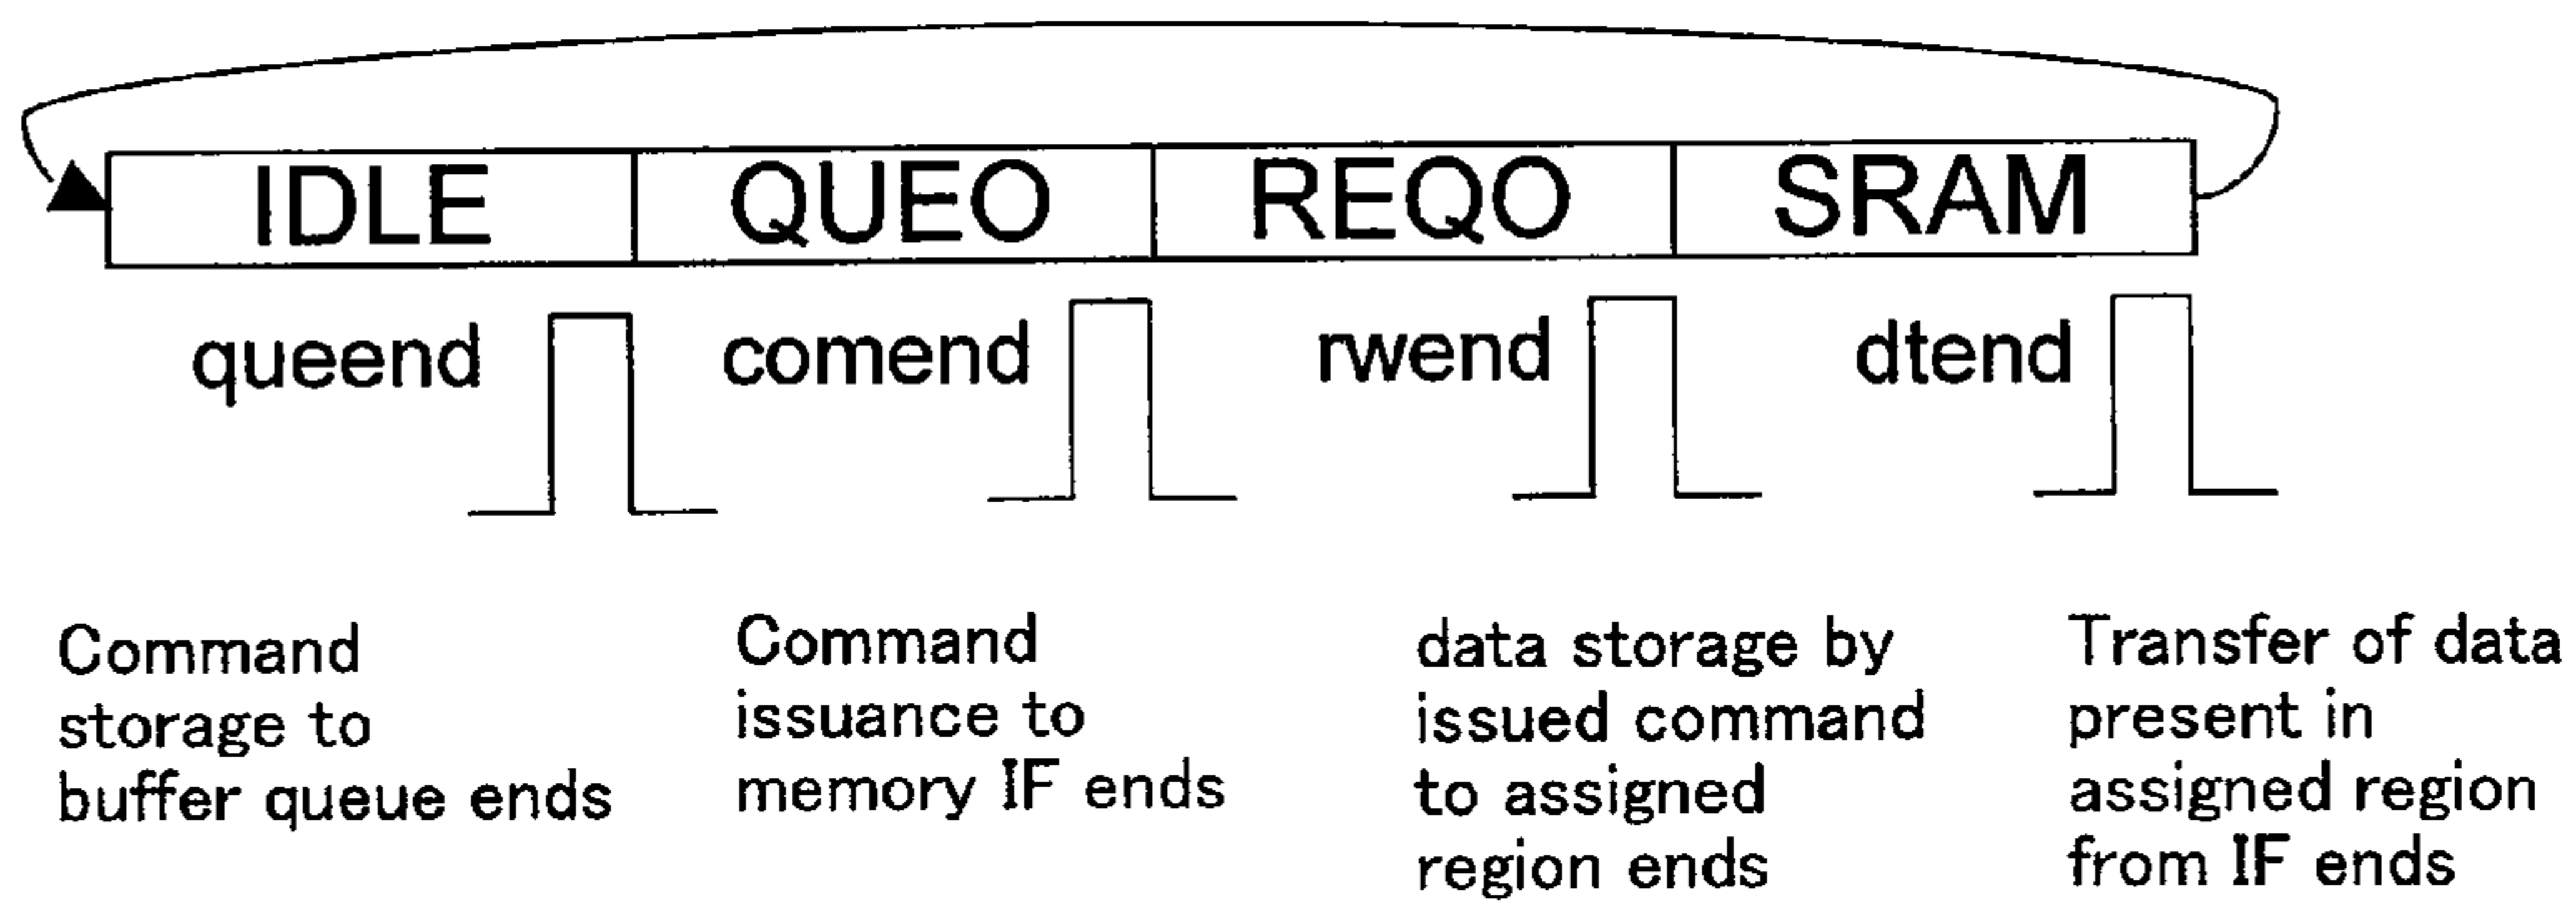 IDLE QUEO REQO SRAM
queend comend rwend dtend
Command
storage to
buffer queue ends
Command
issuance to
memory IF ends
data storage by
issued command
to assigned
region ends
Transfer of data
present in
assigned region
from IF ends